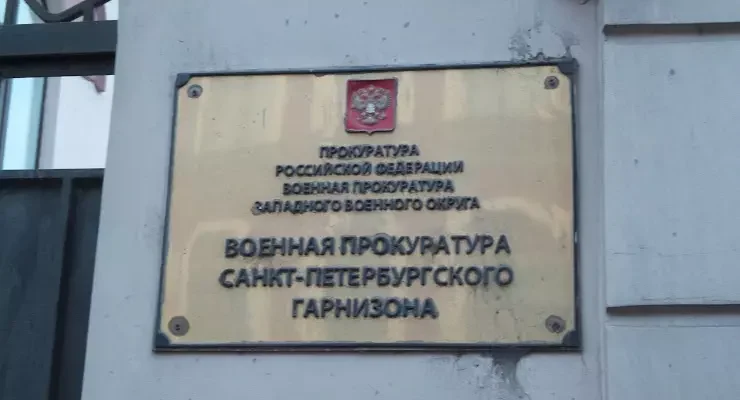 ПРОКУРАТУРА
РОССИЙСКОЙ ФЕДЕРАЦИИ
ВОЕННАЯ ПРОКУРАТУРА
ЗАПАДНОГО ВОЕННОГО ОКРУГА
ВОЕННАЯ ПРОКУРАТУРА
САНКТ-ПЕТЕРБУРГСКОГО
ГАРНИЗОНА